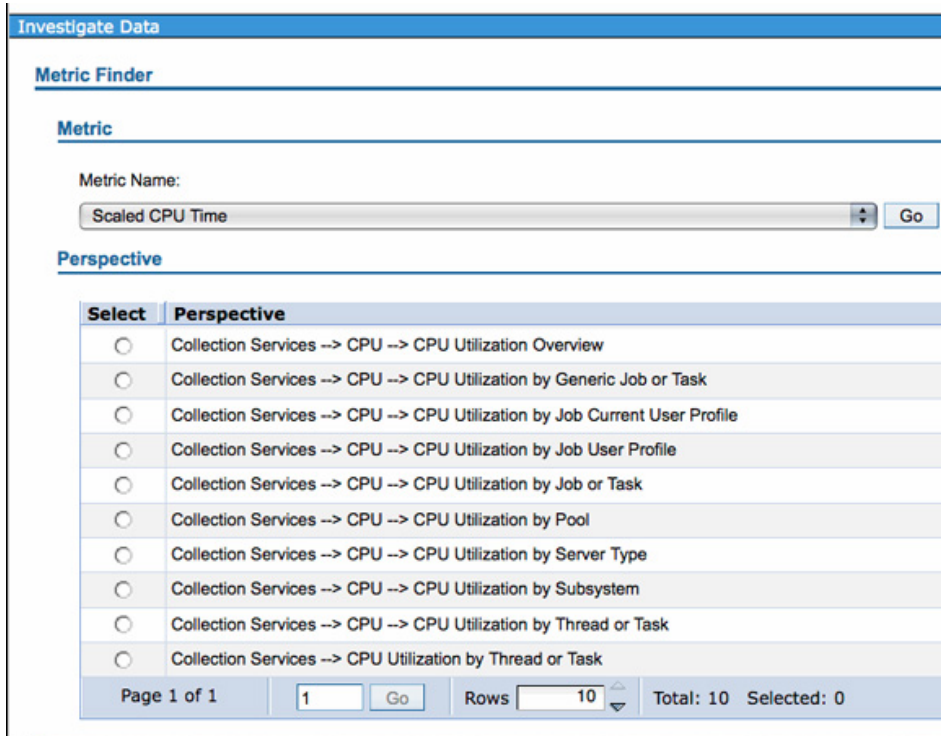 Investigate Data
Metric Finder
Metric
Metric Name:
Scaled CPU Time Go
Perspective
Select Perspective
Collection Services --> CPU --> CPU Utilization Overview
Collection Services --> CPU --> CPU Utilization by Generic Job or Task
Collection Services --> CPU --> CPU Utilization by Job Current User Profile
Collection Services --> CPU --> CPU Utilization by Job User Profile
Collection Services --> CPU --> CPU Utilization by Job or Task
Collection Services --> CPU --> CPU Utilization by Pool
Collection Services --> CPU --> CPU Utilization by Server Type
Collection Services --> CPU --> CPU Utilization by Subsystem
Collection Services --> CPU --> CPU Utilization by Thread or Task
Collection Services --> CPU Utilization by Thread or Task
Page 1 of 1 1 Go Rows 10 Total: 10 Selected: 0